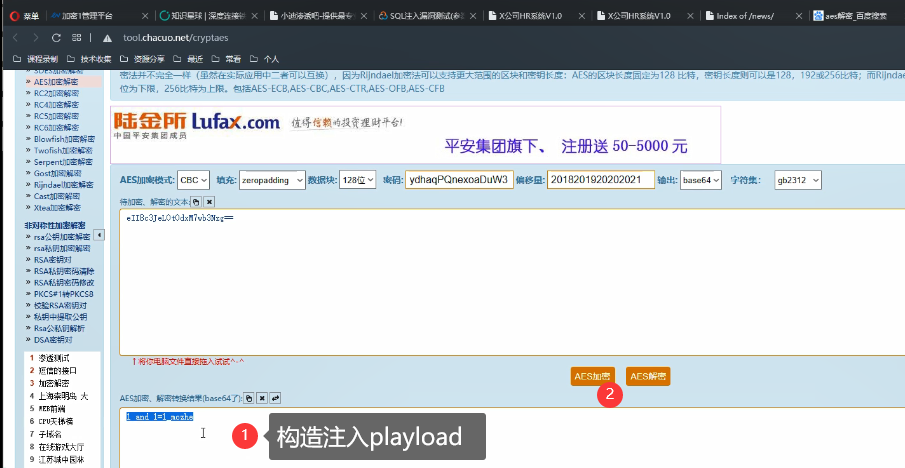 菜单
加密1管理平台
知识星球 | 深度连接
小迪渗透吧-提供最专
SQL注入漏洞测试(
X公司HR系统V1.0
X公司HR系统V1.0
Index of /news/
aes解密_百度搜索
tool.chacuo.net/cryptaes
课程录制
技术收集
资源分享
最近
常看
个人
密法并不完全一样（虽然在实际应用中二者可以互换），因为Rijndael加密法可以支持更大范围的区块和密钥长度：AES的区块长度固定为128 比特，密钥长度则可以是128，192或256比特；而Rijndael
位为下限，256比特为上限。包括AES-ECB,AES-CBC,AES-CTR,AES-OFB,AES-CFB
» AES加密解密
» RC2加密解密
» RC4加密解密
» RC5加密解密
» RC6加密解密
» Blowfish加密解密
» Twofish加密解密
» Serpent加密解密
» Gost加密解密
» Rijndael加密解密
» Cast加密解密
» Xtea加密解密
非对称性加密解密
» rsa公钥加密解密
» rsa私钥加密解密
» RSA密钥对
» RSA私钥密码清除
» RSA私钥密码修改
» PKCS#1转PKCS8
» 校验RSA密钥对
» 私钥中提取公钥
» Rsa公私钥解析
» DSA密钥对
1 渗透测试
2 短信的接口
3 加密解密
4 上海崇明岛 大
5 WEB前端
6 CPU天梯榜
7 子域名
8 在线游戏大厅
9 江苏城中园林
陆金所 Lufax.com 值得信赖的投资理财平台!
中国平安集团成员
平安集团旗下、 注册送 50-5000 元
AES加密模式: CBC 填充: zeropadding 数据块: 128位 密码: ydhaqPQnexoaDuW3 偏移量: 2018201920202021 输出: base64 字符集: gb2312
待加密、解密的文本:
↑将你电脑文件直接拖入试试^-^
AES加密
AES解密
2
AES加密、解密转换结果(base64了):
1 and 1=1_mozhe
1
构造注入playload